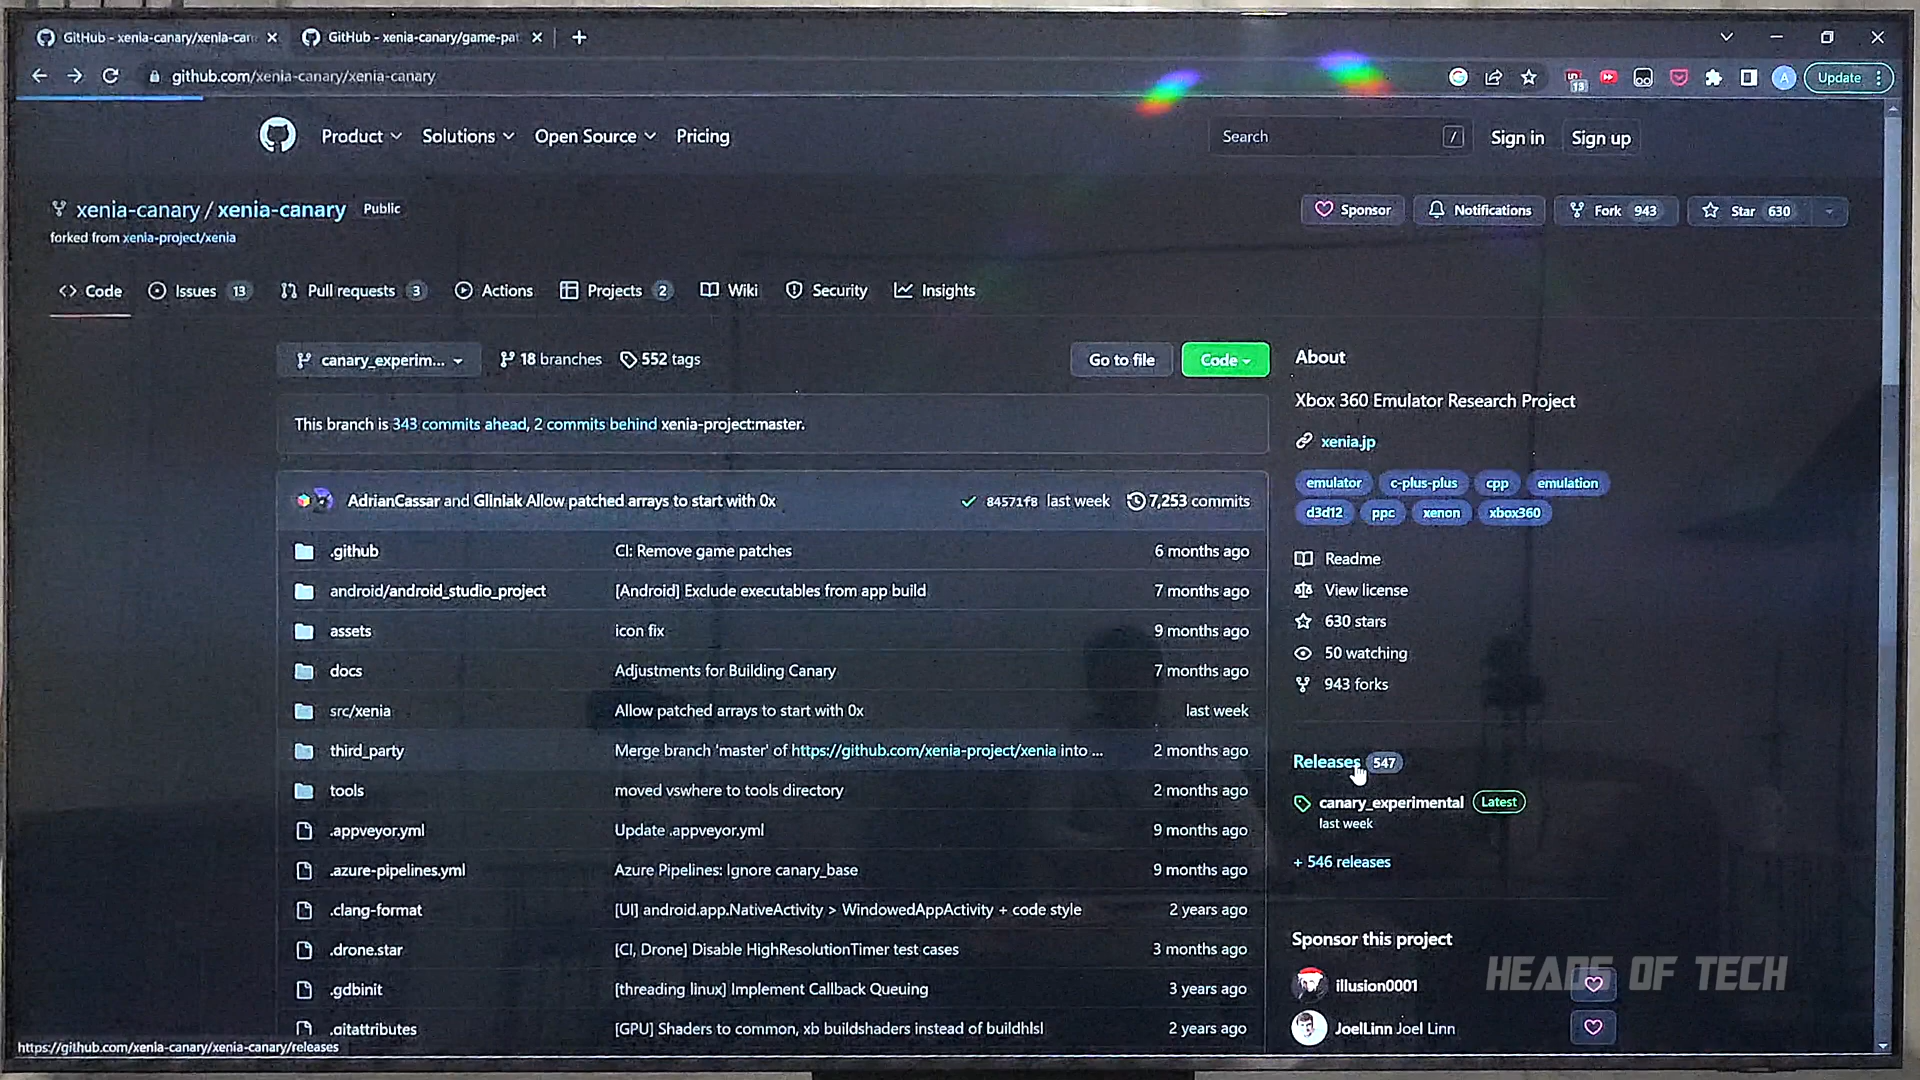 GitHub - xenia-canary/xenia-can
GitHub - xenia-canary/game-pat
github.com/xenia-canary/xenia-canary
13
A
Update
Product
Solutions
Open Source
Pricing
Search
/
Sign in
Sign up
xenia-canary / xenia-canary Public
forked from xenia-project/xenia
Sponsor
Notifications
Fork 943
Star 630
Code
Issues 13
Pull requests 3
Actions
Projects 2
Wiki
Security
Insights
canary_experim...
18 branches
552 tags
Go to file
Code
This branch is 343 commits ahead, 2 commits behind xenia-project:master.
AdrianCassar and Gliniak Allow patched arrays to start with 0x
84571f8 last week
7,253 commits
.github CI: Remove game patches 6 months ago
android/android_studio_project [Android] Exclude executables from app build 7 months ago
assets icon fix 9 months ago
docs Adjustments for Building Canary 7 months ago
src/xenia Allow patched arrays to start with 0x last week
third_party Merge branch 'master' of https://github.com/xenia-project/xenia into ... 2 months ago
tools moved vswhere to tools directory 2 months ago
.appveyor.yml Update .appveyor.yml 9 months ago
.azure-pipelines.yml Azure Pipelines: Ignore canary_base 9 months ago
.clang-format [UI] android.app.NativeActivity > WindowedAppActivity + code style 2 years ago
.drone.star [CI, Drone] Disable HighResolutionTimer test cases 3 months ago
.gdbinit [threading linux] Implement Callback Queuing 3 years ago
.gitattributes [GPU] Shaders to common, xb buildshaders instead of buildhlsl 2 years ago
About
Xbox 360 Emulator Research Project
xenia.jp
emulator c-plus-plus cpp emulation
d3d12 ppc xenon xbox360
Readme
View license
630 stars
50 watching
943 forks
Releases 547
canary_experimental Latest
last week
+ 546 releases
Sponsor this project
illusion0001
JoelLinn Joel Linn
HEADS OF TECH
https://github.com/xenia-canary/xenia-canary/releases